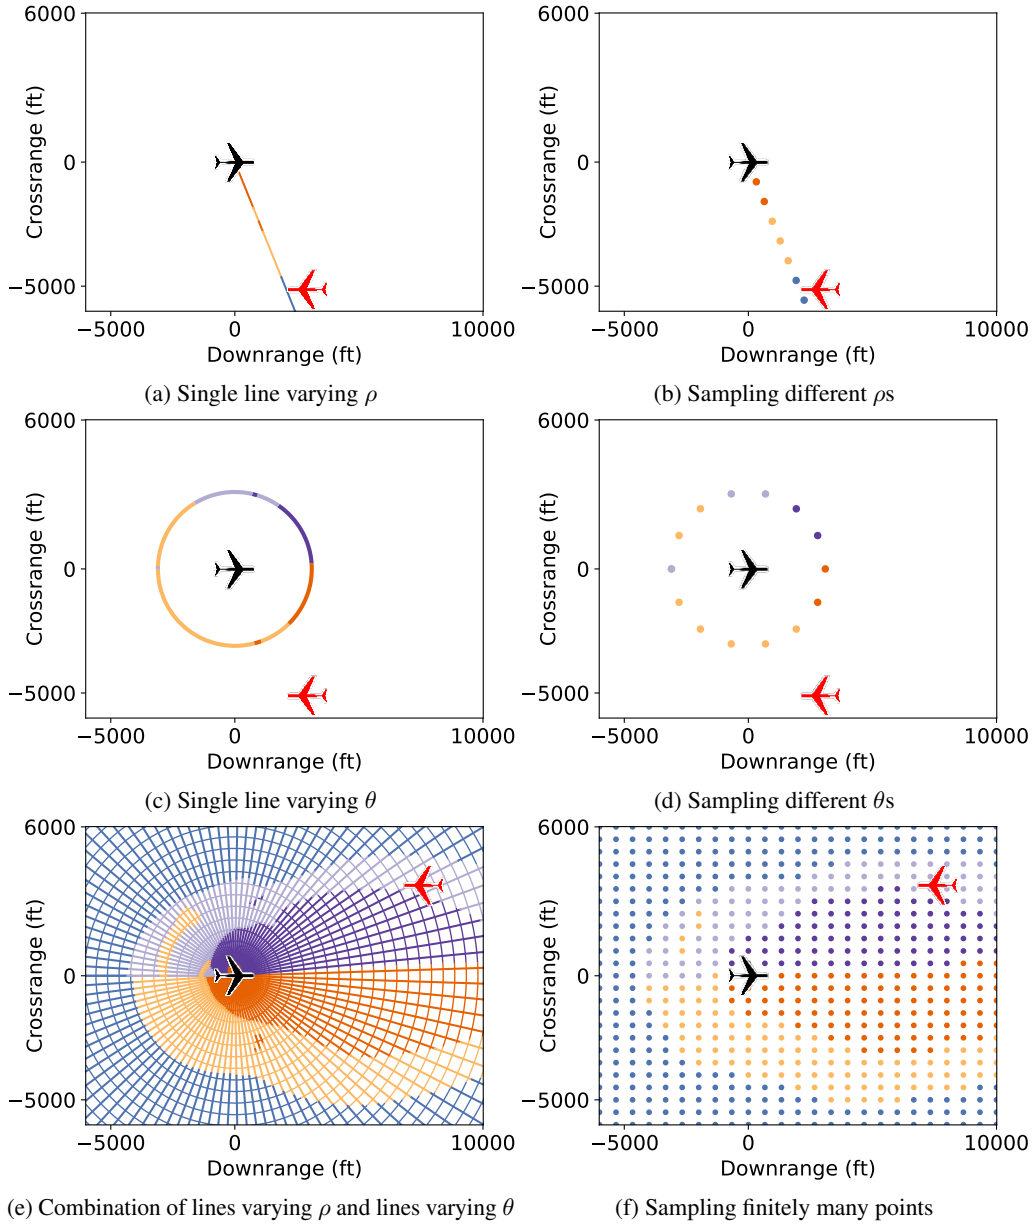 6000
0
−5000
Crossrange (ft)
−5000
0
10000
Downrange (ft)
(a) Single line varying ρ
6000
0
−5000
Crossrange (ft)
−5000
0
10000
Downrange (ft)
(b) Sampling different ρs
6000
0
−5000
Crossrange (ft)
−5000
0
10000
Downrange (ft)
(c) Single line varying θ
6000
0
−5000
Crossrange (ft)
−5000
0
10000
Downrange (ft)
(d) Sampling different θs
6000
0
−5000
Crossrange (ft)
−5000
0
10000
Downrange (ft)
(e) Combination of lines varying ρ and lines varying θ
6000
0
−5000
Crossrange (ft)
−5000
0
10000
Downrange (ft)
(f) Sampling finitely many points